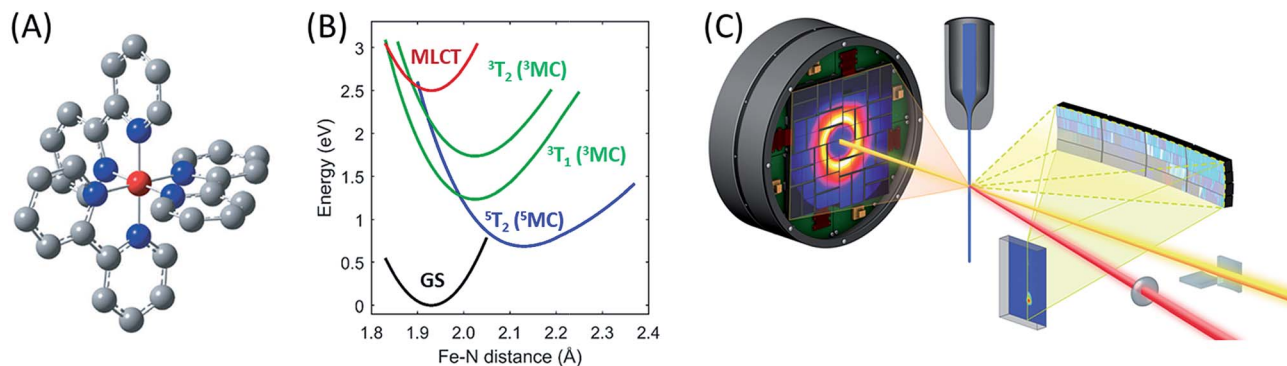 (A)
(B)
(C)
Energy (eV)
3
2.5
2
1.5
1
0.5
0
MLCT
³T₂ (³MC)
³T₁ (³MC)
⁵T₂ (⁵MC)
GS
1.8 1.9 2.0 2.1 2.2 2.3 2.4
Fe-N distance (Å)